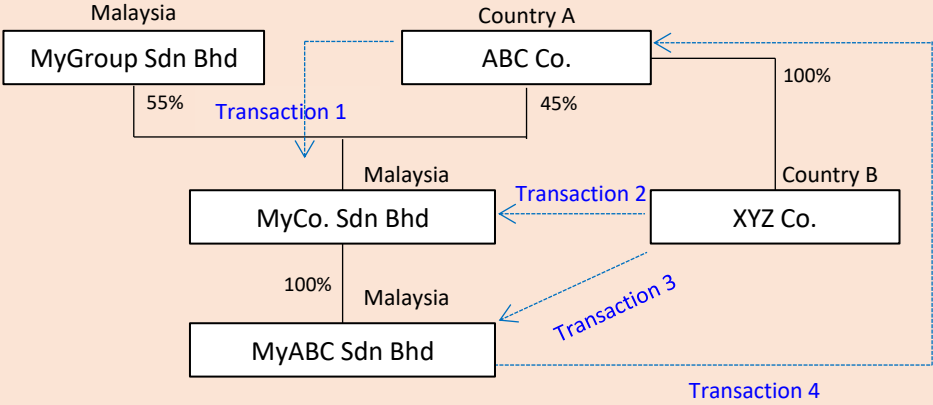 Malaysia
Country A
MyGroup Sdn Bhd
ABC Co.
100%
55%
Transaction 1
45%
Malaysia
Country B
Transaction 2
MyCo. Sdn Bhd
XYZ Co.
100%
Malaysia
Transaction 3
MyABC Sdn Bhd
Transaction 4